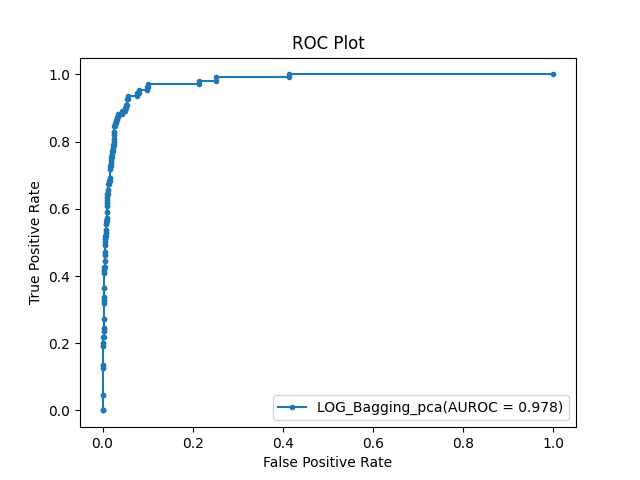 ROC Plot
1.0
0.8
0.6
0.4
0.2
0.0
True Positive Rate
LOG_Bagging_pca(AUROC = 0.978)
0.0 0.2 0.4 0.6 0.8 1.0
False Positive Rate